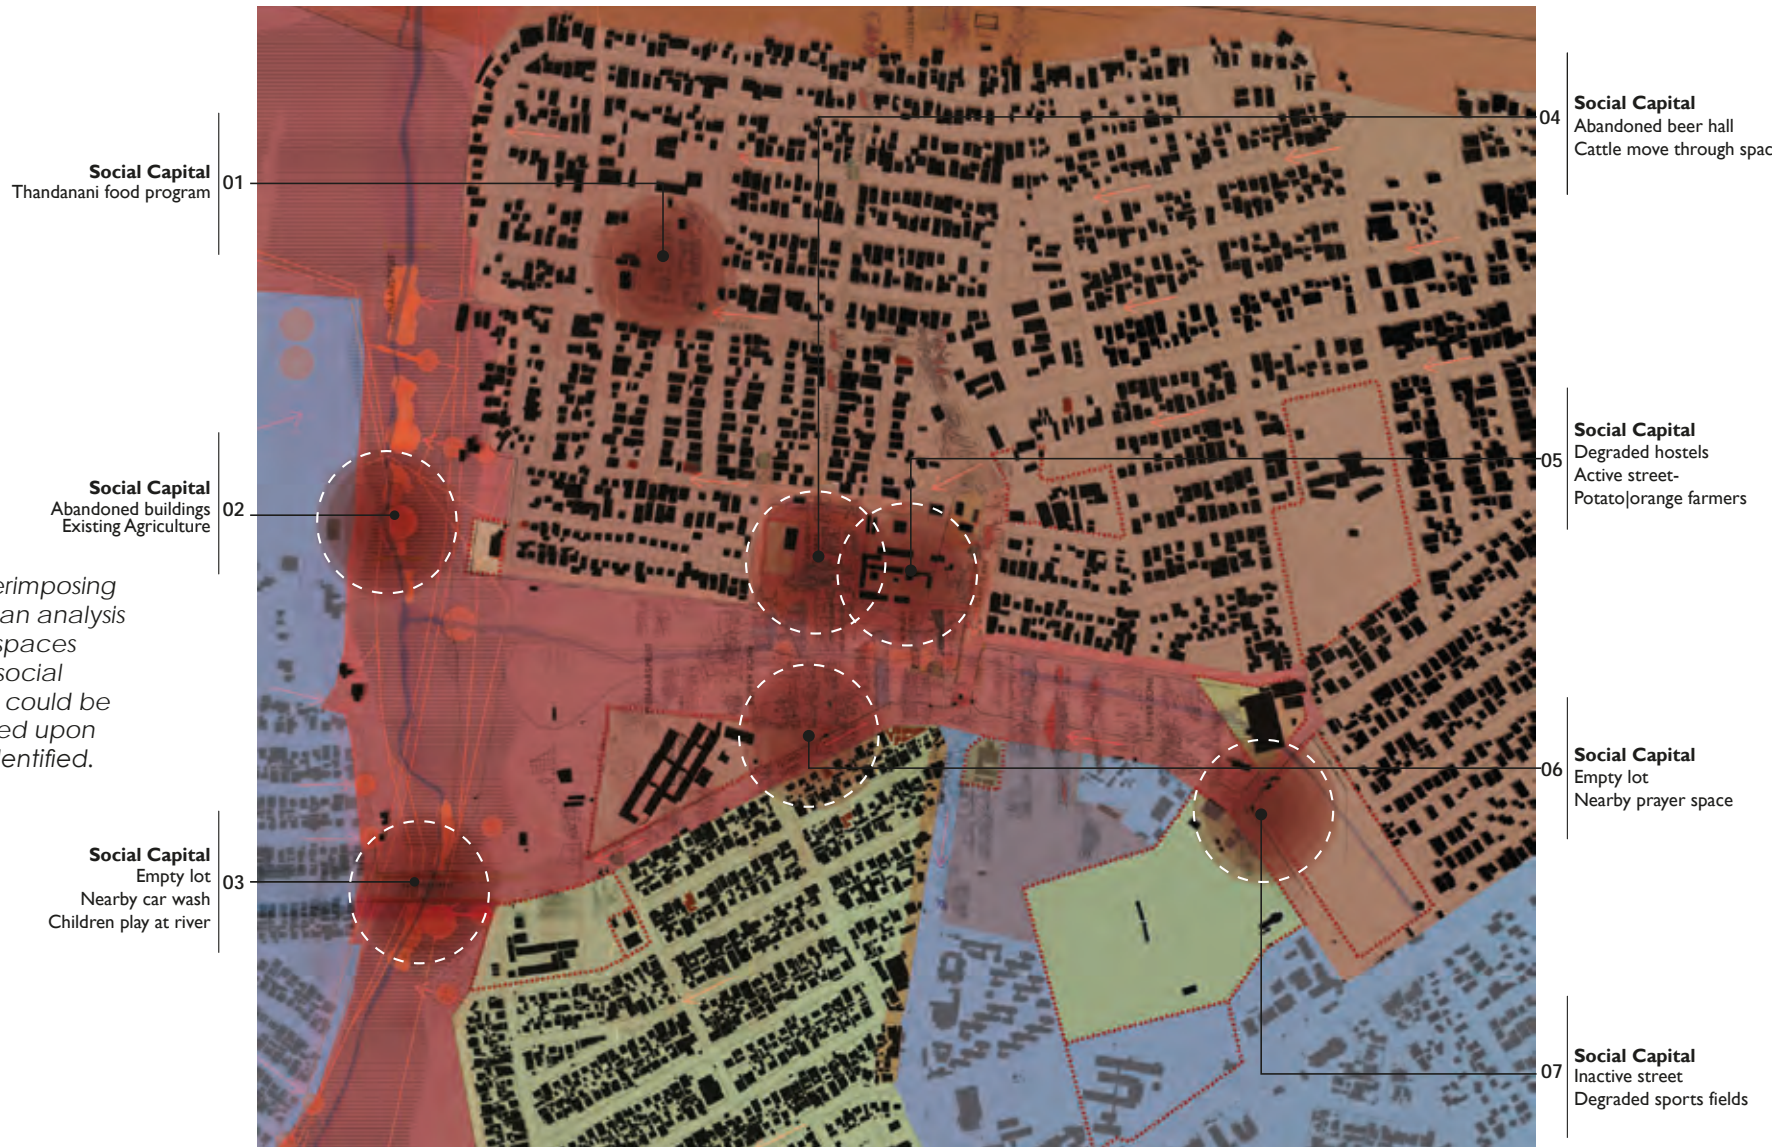 Social Capital
Thandanani food program
01
Social Capital
Abandoned buildings
Existing Agriculture
02
erimposing
an analysis
spaces
social
could be
ed upon
entified.
Social Capital
Empty lot
Nearby car wash
Children play at river
03
04
Social Capital
Abandoned beer hall
Cattle move through spac
05
Social Capital
Degraded hostels
Active street-
Potato|orange farmers
06
Social Capital
Empty lot
Nearby prayer space
07
Social Capital
Inactive street
Degraded sports fields